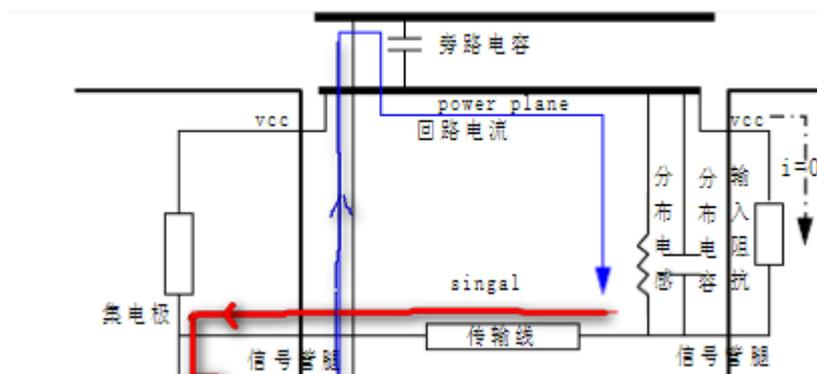 旁路电容
power plane
vcc
回路电流
vcc
i=0
分布电感
分布电容
输入阻抗
singal
集电极
传输线
信号管腿
信号管腿